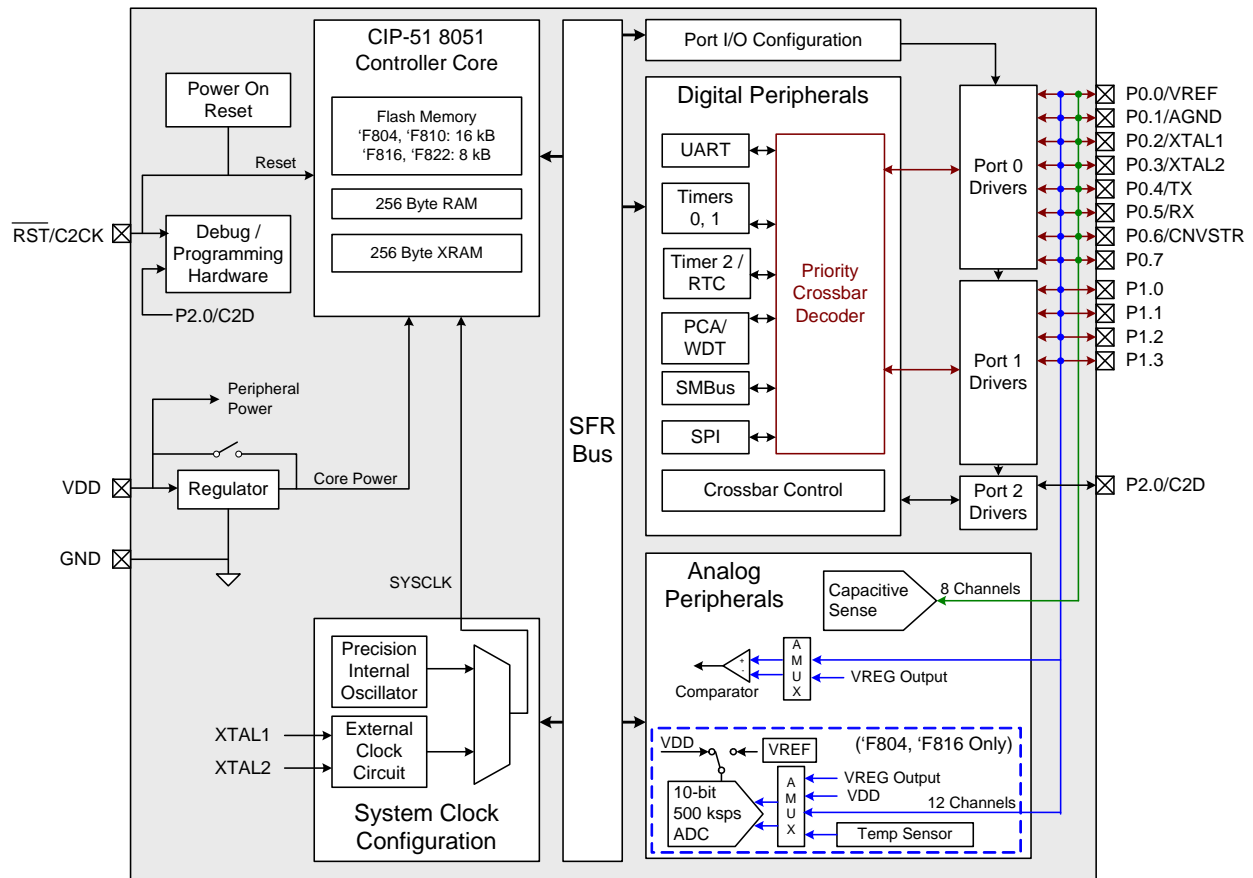 CIP-51 8051
Controller Core
Flash Memory
‘F804, ‘F810: 16 kB
‘F816, ‘F822: 8 kB
256 Byte RAM
256 Byte XRAM
Power On
Reset
Reset
RST/C2CK
Debug /
Programming
Hardware
P2.0/C2D
Peripheral
Power
VDD
Regulator
Core Power
GND
SYSCLK
Precision
Internal
Oscillator
XTAL1
XTAL2
External
Clock
Circuit
System Clock
Configuration
SFR
Bus
Port I/O Configuration
Digital Peripherals
UART
Timers
0, 1
Timer 2 /
RTC
PCA/
WDT
SMBus
SPI
Priority
Crossbar
Decoder
Crossbar Control
Port 0
Drivers
Port 1
Drivers
Port 2
Drivers
P0.0/VREF
P0.1/AGND
P0.2/XTAL1
P0.3/XTAL2
P0.4/TX
P0.5/RX
P0.6/CNVSTR
P0.7
P1.0
P1.1
P1.2
P1.3
P2.0/C2D
Analog
Peripherals
Capacitive
Sense
8 Channels
AMUX
+
-
Comparator
VREG Output
(‘F804, ‘F816 Only)
VDD
VREF
10-bit
500 ksps
ADC
AMUX
VREG Output
VDD
12 Channels
Temp Sensor